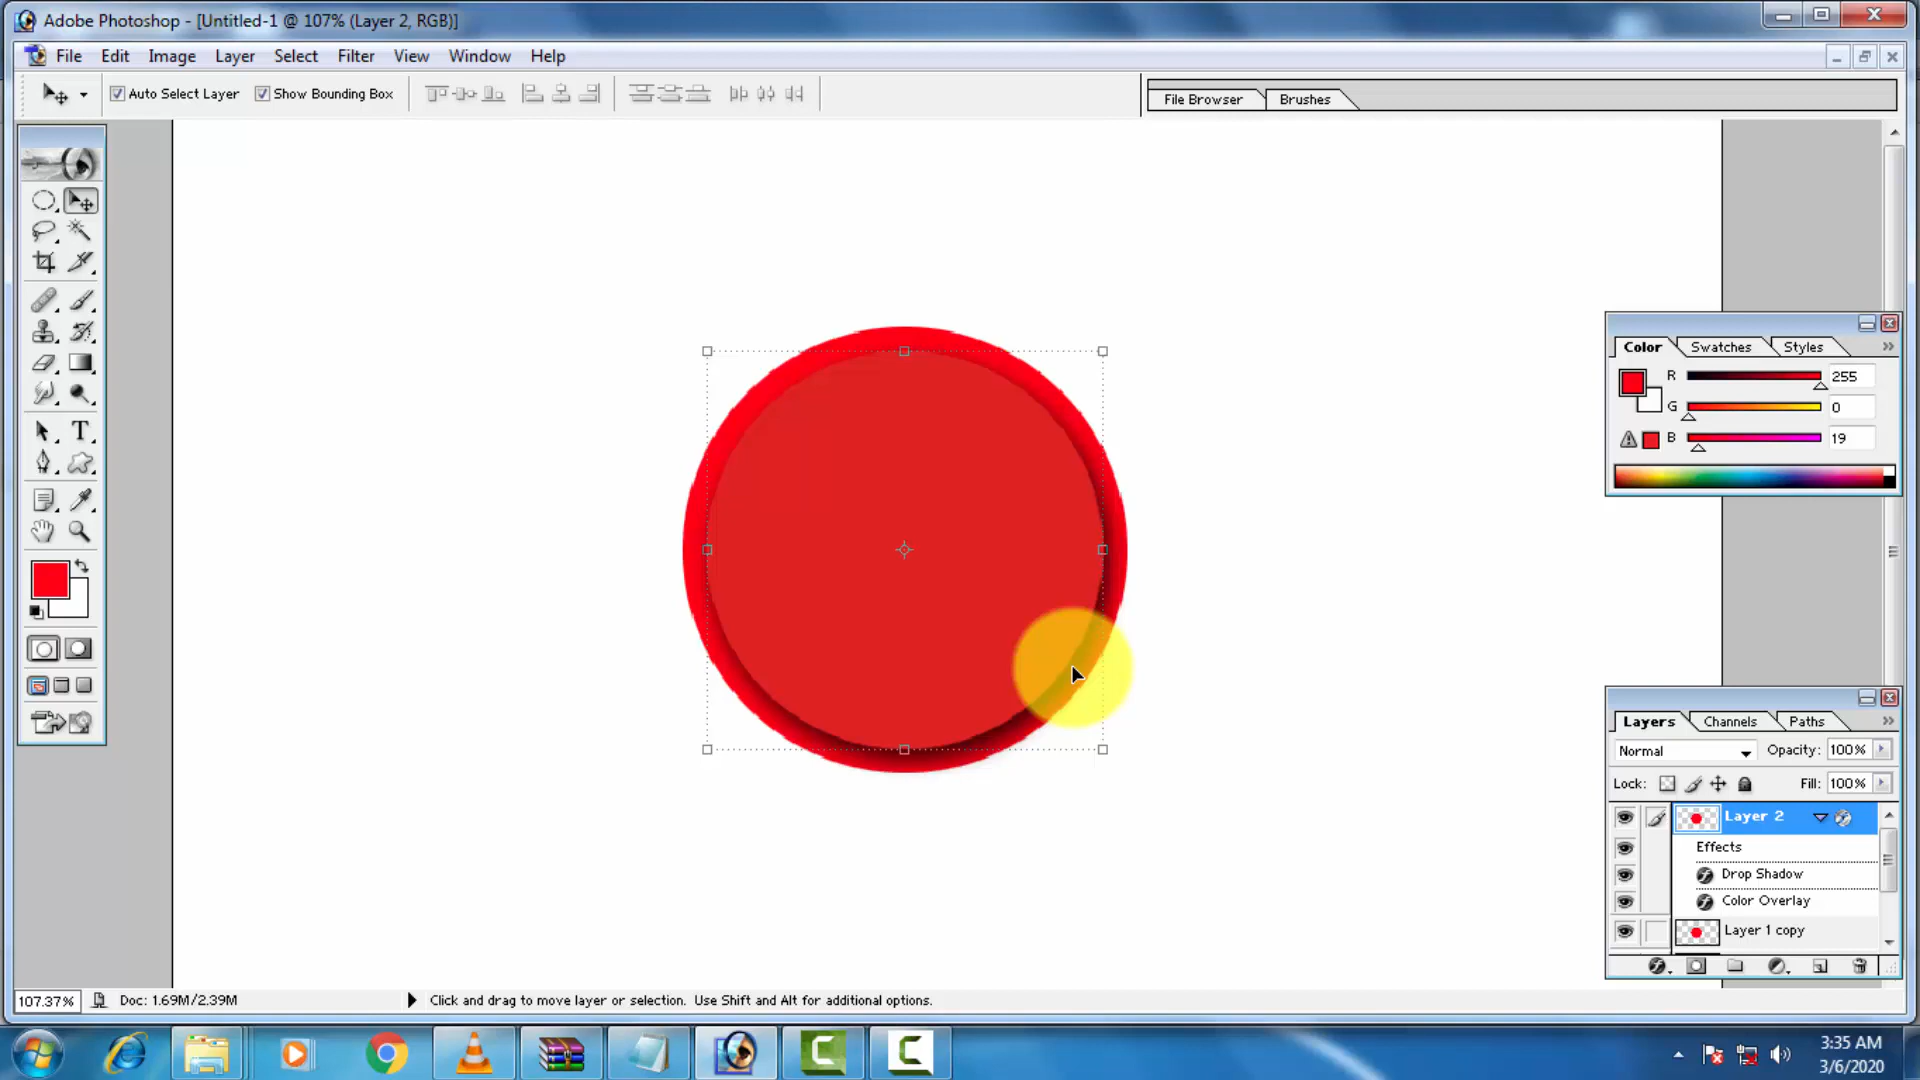 Adobe Photoshop - [Untitled-1 @ 107% (Layer 2, RGB)]
File Edit Image Layer Select Filter View Window Help
Auto Select Layer Show Bounding Box File Browser Brushes
Color Swatches Styles
R 255
G 0
B 19
T
Layers Channels Paths
Normal Opacity: 100%
Lock: Fill: 100%
Layer 2
Effects
Drop Shadow
Color Overlay
Layer 1 copy
107.37% Doc: 1.69M/2.39M Click and drag to move layer or selection. Use Shift and Alt for additional options.
3:35 AM
3/6/2020